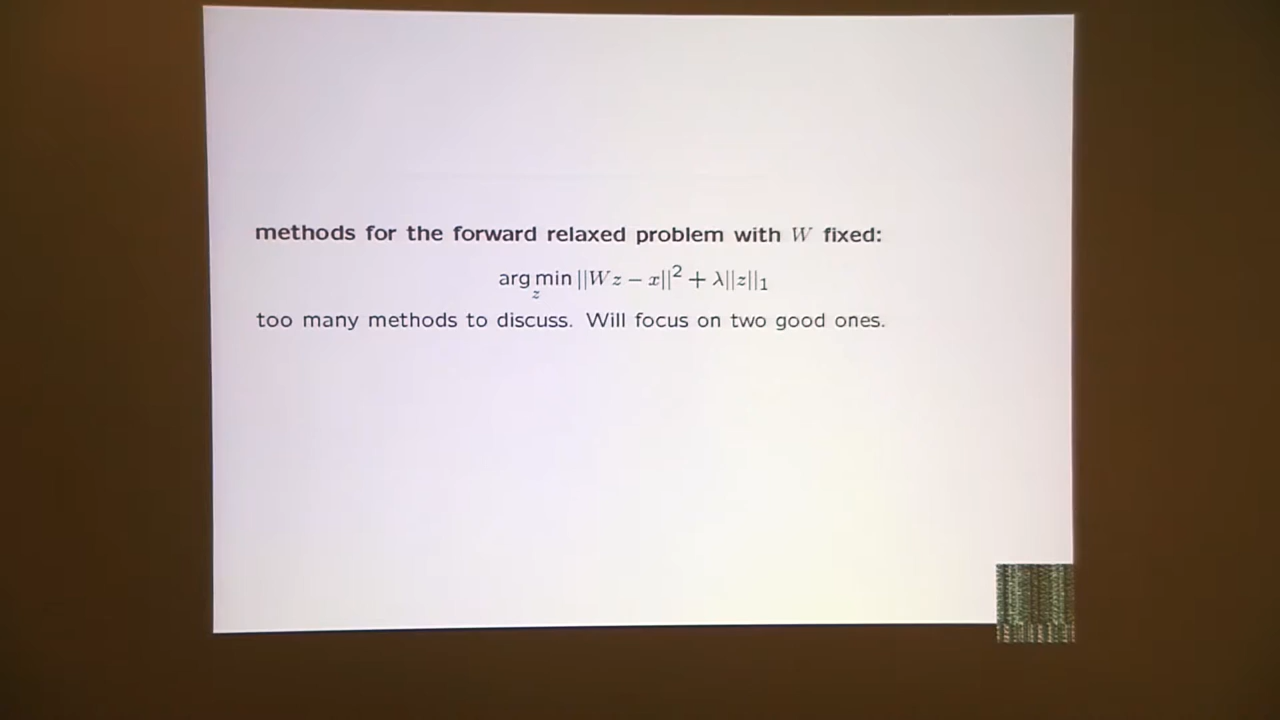 methods for the forward relaxed problem with W fixed:
arg min_z ||Wz − x||² + λ||z||₁
too many methods to discuss. Will focus on two good ones.